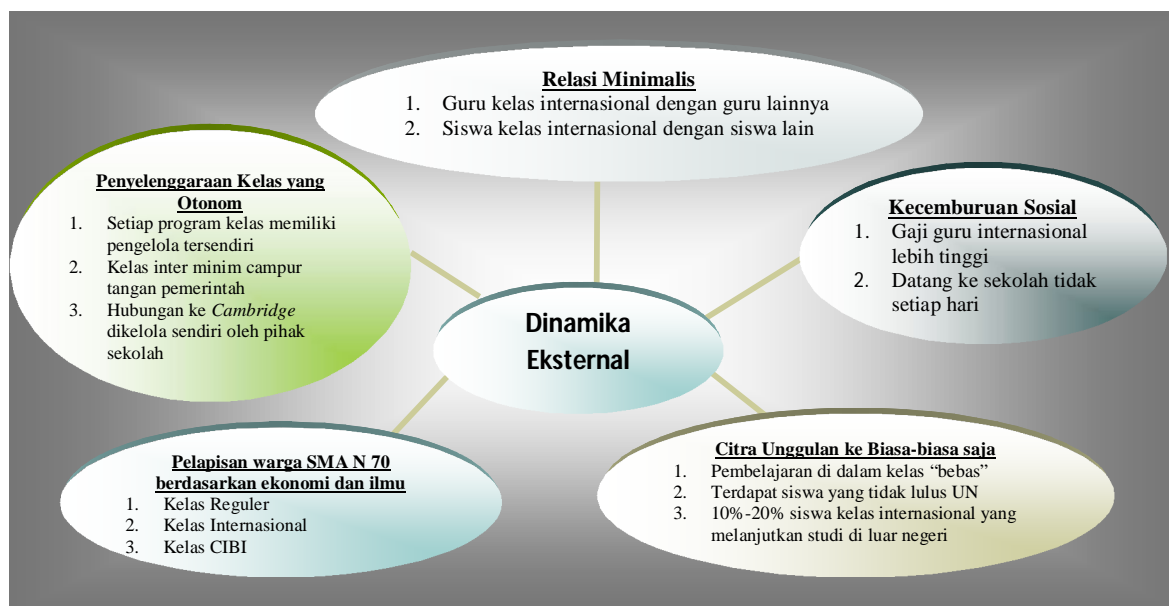 Relasi Minimalis
1. Guru kelas internasional dengan guru lainnya
2. Siswa kelas internasional dengan siswa lain
Penyelenggaraan Kelas yang
Otonom
1. Setiap program kelas memiliki
pengelola tersendiri
2. Kelas inter minim campur
tangan pemerintah
3. Hubungan ke Cambridge
dikelola sendiri oleh pihak
sekolah
Kecemburuan Sosial
1. Gaji guru internasional
lebih tinggi
2. Datang ke sekolah tidak
setiap hari
Dinamika
Eksternal
Pelapisan warga SMA N 70
berdasarkan ekonomi dan ilmu
1. Kelas Reguler
2. Kelas Internasional
3. Kelas CIBI
Citra Unggulan ke Biasa-biasa saja
1. Pembelajaran di dalam kelas “bebas”
2. Terdapat siswa yang tidak lulus UN
3. 10%-20% siswa kelas internasional yang
melanjutkan studi di luar negeri